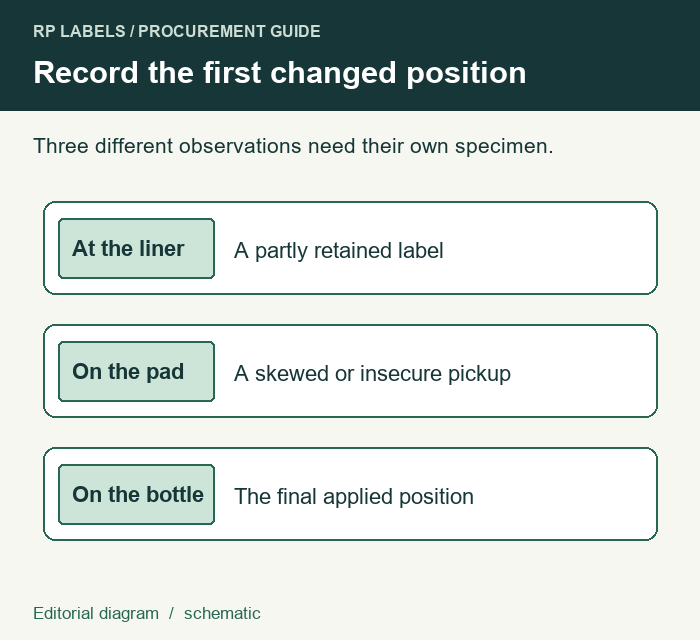 RP LABELS / PROCUREMENT GUIDE
Record the first changed position
Three different observations need their own specimen.
At the liner
A partly retained label
On the pad
A skewed or insecure pickup
On the bottle
The final applied position
Editorial diagram / schematic